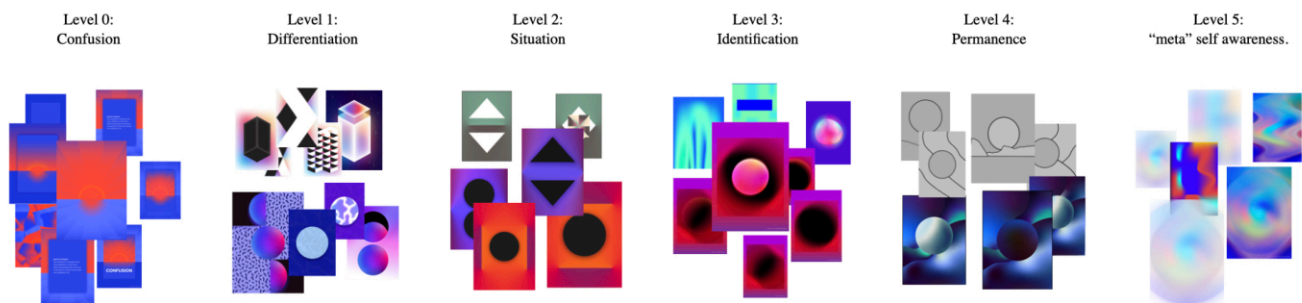 Level 0:
Confusion
Level 1:
Differentiation
Level 2:
Situation
Level 3:
Identification
Level 4:
Permanence
Level 5:
“meta” self awareness.
CONFUSION